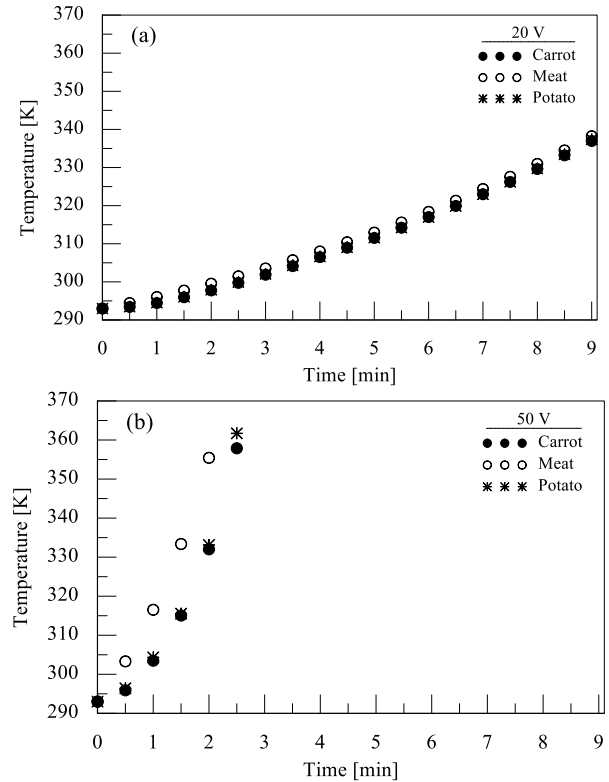 (a)
20 V
Carrot
Meat
Potato
Temperature [K]
370
360
350
340
330
320
310
300
290
0 1 2 3 4 5 6 7 8 9
Time [min]
(b)
50 V
Carrot
Meat
Potato
Temperature [K]
370
360
350
340
330
320
310
300
290
0 1 2 3 4 5 6 7 8 9
Time [min]